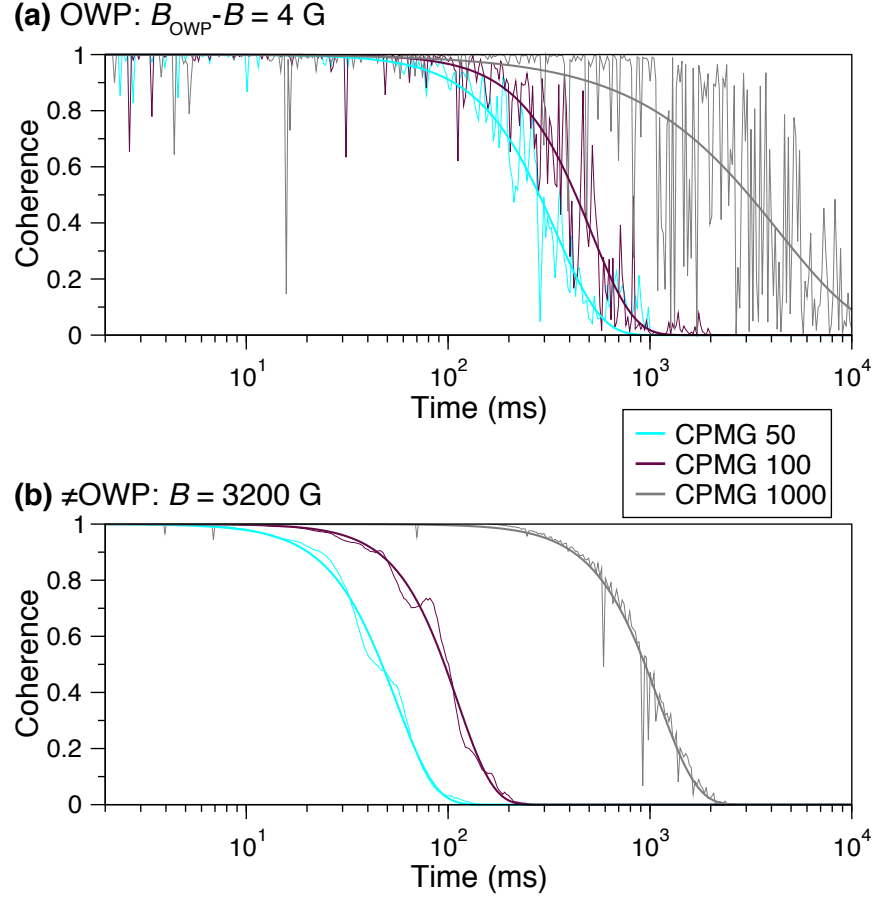 (a) OWP: B_OWP-B = 4 G
Coherence
1
0.8
0.6
0.4
0.2
0
10^1 10^2 10^3 10^4
Time (ms)
CPMG 50
CPMG 100
CPMG 1000
(b) ≠OWP: B = 3200 G
Coherence
1
0.8
0.6
0.4
0.2
0
10^1 10^2 10^3 10^4
Time (ms)